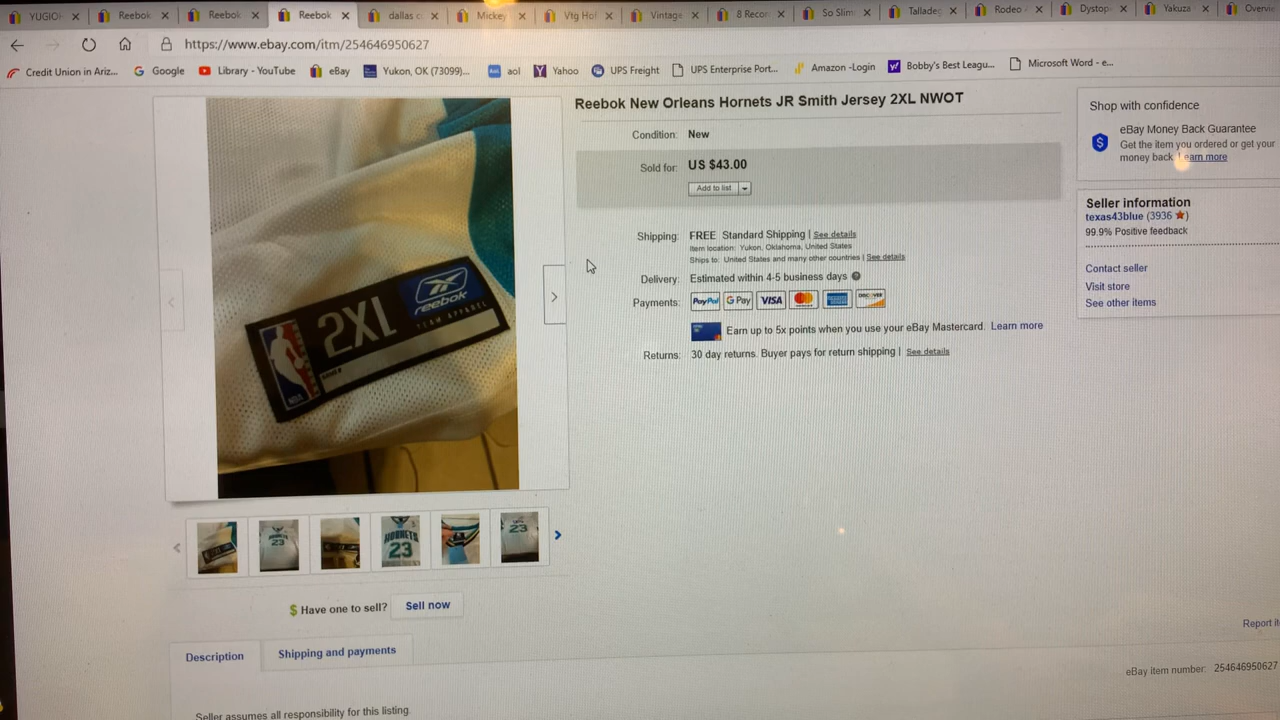 YUGIOH
Reebok
Reebok
Reebok
dallas c
Mickey
Vtg Hol
Vintage
8 Recor
So Slim
Tallade
Rodeo
Dystop
Yakuza
Overvie
https://www.ebay.com/itm/254646950627
Credit Union in Ariz...
Google
Library - YouTube
eBay
Yukon, OK (73099)...
aol
Yahoo
UPS Freight
UPS Enterprise Port...
Amazon -Login
Bobby's Best Leagu...
Microsoft Word - e...
Reebok New Orleans Hornets JR Smith Jersey 2XL NWOT
Condition: New
Sold for: US $43.00
Add to list
Shipping: FREE Standard Shipping | See details
Item location: Yukon, Oklahoma, United States
Ships to: United States and many other countries | See details
Delivery: Estimated within 4-5 business days
Payments: PayPal G Pay VISA DISCOVER
Earn up to 5x points when you use your eBay Mastercard. Learn more
Returns: 30 day returns. Buyer pays for return shipping | See details
Shop with confidence
eBay Money Back Guarantee
Get the item you ordered or get your
money back. Learn more
Seller information
texas43blue (3936)
99.9% Positive feedback
Contact seller
Visit store
See other items
2XL
Reebok
TEAM APPAREL
NBA
HORNETS
23
23
23
$ Have one to sell? Sell now
Description
Shipping and payments
Report it
eBay item number: 254646950627
Seller assumes all responsibility for this listing.